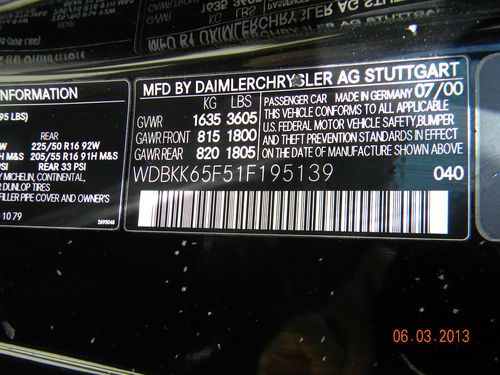 INFORMATION
95 LBS)
REAR
225/50 R16 92W
H M&S 205/55 R16 91H M&S
PSI REAR 33 PSI
BY MICHELIN, CONTINENTAL,
DUNLOP TIRES
FILLER PIPE COVER AND OWNER'S
1079
MFD BY DAIMLERCHRYSLER AG STUTTGART
KG LBS
GVWR 1635 3605
GAWR FRONT 815 1800
GAWR REAR 820 1805
PASSENGER CAR MADE IN GERMANY 07/00
THIS VEHICLE CONFORMS TO ALL APPLICABLE
U.S. FEDERAL MOTOR VEHICLE SAFETY,BUMPER
AND THEFT PREVENTION STANDARDS IN EFFECT
ON THE DATE OF MANUFACTURE SHOWN ABOVE
WDBKK65F51F195139 040
06.03.2013